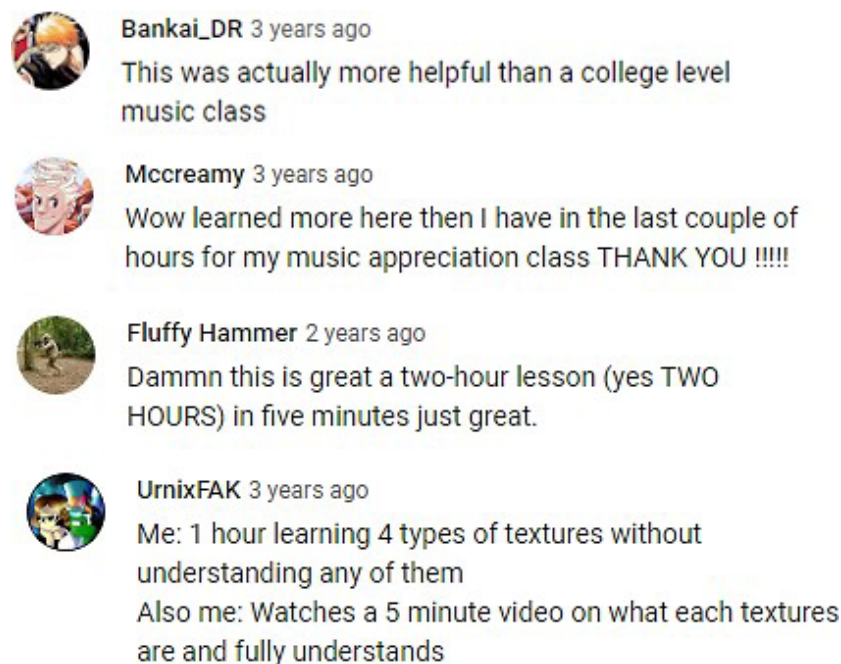 Bankai_DR 3 years ago
This was actually more helpful than a college level
music class
Mccreamy 3 years ago
Wow learned more here then I have in the last couple of
hours for my music appreciation class THANK YOU !!!!!
Fluffy Hammer 2 years ago
Dammn this is great a two-hour lesson (yes TWO
HOURS) in five minutes just great.
UrnixFAK 3 years ago
Me: 1 hour learning 4 types of textures without
understanding any of them
Also me: Watches a 5 minute video on what each textures
are and fully understands